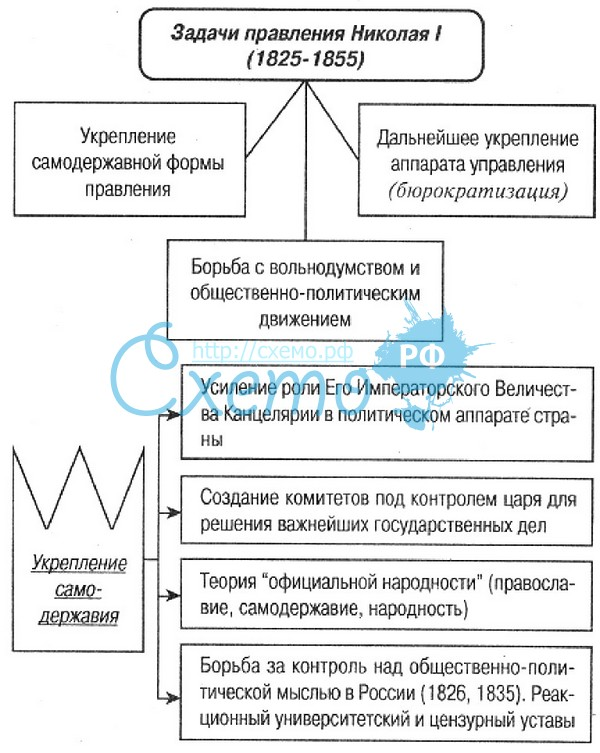 Задачи правления Николая I
(1825-1855)
Укрепление
самодержавной формы
правления
Дальнейшее укрепление
аппарата управления
(бюрократизация)
Борьба с вольнодумством и
общественно-политическим
движением
http://схемо.рф
Схемо РФ
Усиление роли Его Императорского Величест-
ва Канцелярии в политическом аппарате стра-
ны
Создание комитетов под контролем царя для
решения важнейших государственных дел
Укрепление
само-
державия
Теория "официальной народности" (правосла-
вие, самодержавие, народность)
Борьба за контроль над общественно-поли-
тической мыслью в России (1826, 1835). Реак-
ционный университетский и цензурный уставы